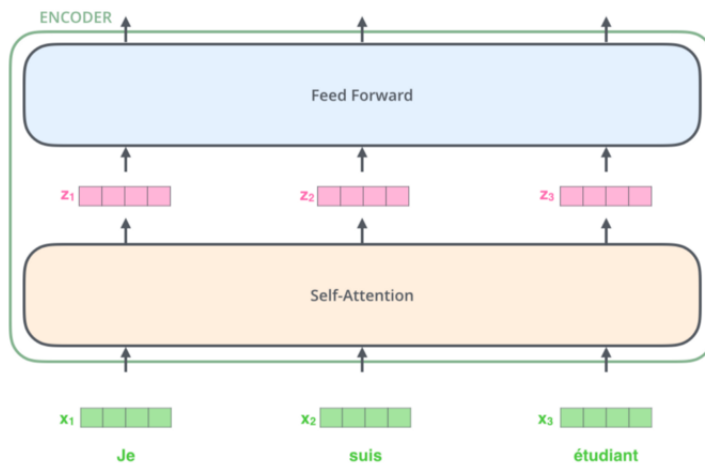 ENCODER
Feed Forward
z₁ z₂ z₃
Self-Attention
x₁ x₂ x₃
Je suis étudiant